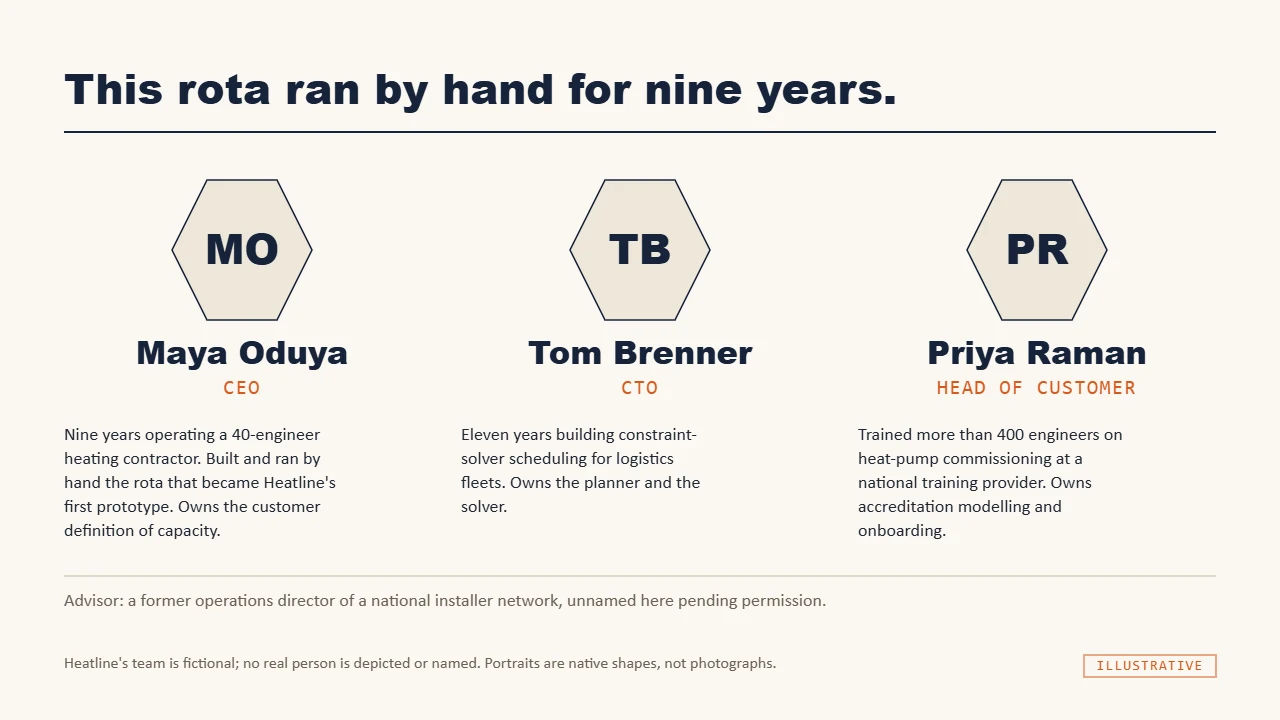 This rota ran by hand for nine years.
MO
Maya Oduya
CEO
Nine years operating a 40-engineer
heating contractor. Built and ran by
hand the rota that became Heatline's
first prototype. Owns the customer
definition of capacity.
TB
Tom Brenner
CTO
Eleven years building constraint-
solver scheduling for logistics
fleets. Owns the planner and the
solver.
PR
Priya Raman
HEAD OF CUSTOMER
Trained more than 400 engineers on
heat-pump commissioning at a
national training provider. Owns
accreditation modelling and
onboarding.
Advisor: a former operations director of a national installer network, unnamed here pending permission.
Heatline's team is fictional; no real person is depicted or named. Portraits are native shapes, not photographs.
ILLUSTRATIVE